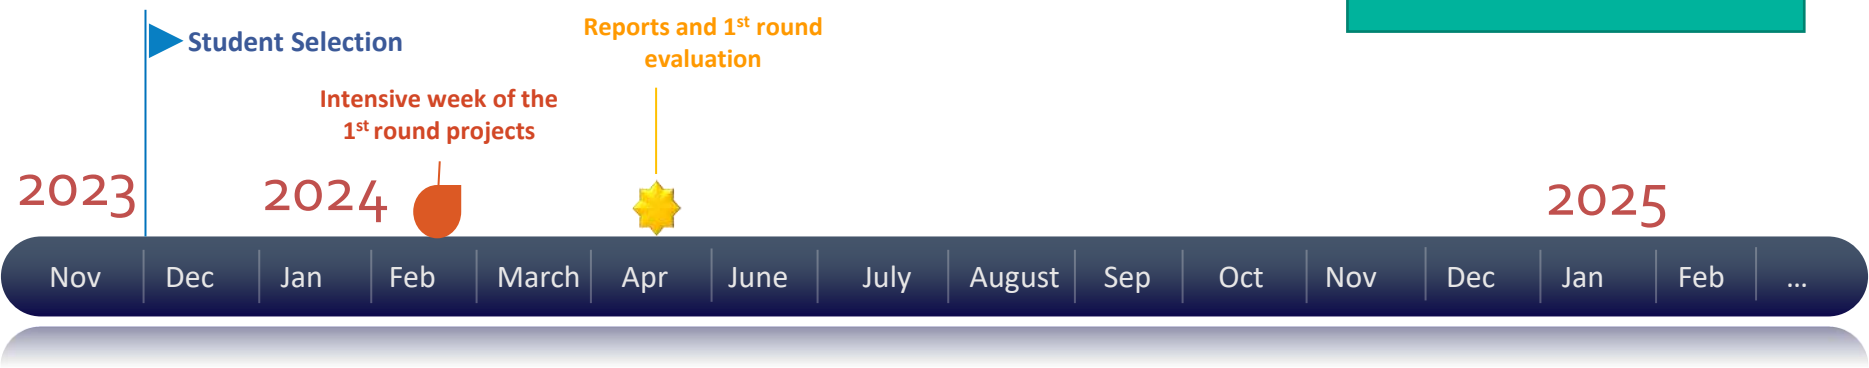 Student Selection
Reports and 1st round
evaluation
Intensive week of the
1st round projects
2023
2024
2025
Nov Dec Jan Feb March Apr June July August Sep Oct Nov Dec Jan Feb ...